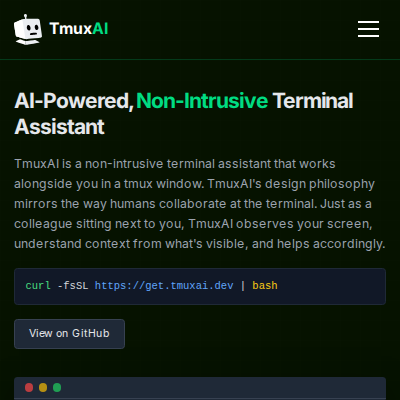 TmuxAI
AI-Powered, Non-Intrusive Terminal
Assistant
TmuxAI is a non-intrusive terminal assistant that works
alongside you in a tmux window. TmuxAI's design philosophy
mirrors the way humans collaborate at the terminal. Just as a
colleague sitting next to you, TmuxAI observes your screen,
understand context from what's visible, and helps accordingly.
curl -fsSL https://get.tmuxai.dev | bash
View on GitHub